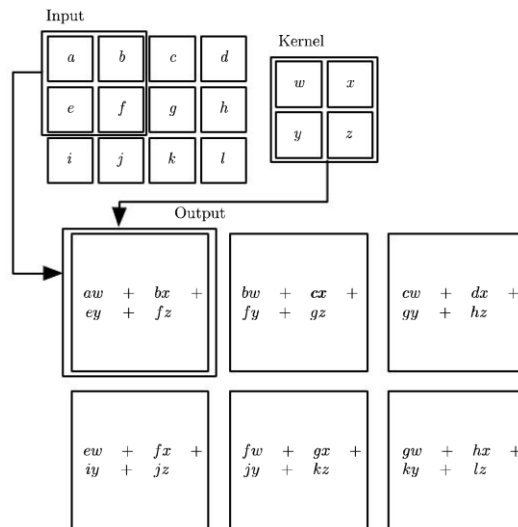 Input
a b c d
e f g h
i j k l
Kernel
w x
y z
Output
aw + bx +
ey + fz
bw + cx +
fy + gz
cw + dx +
gy + hz
ew + fx +
iy + jz
fw + gx +
jy + kz
gw + hx +
ky + lz